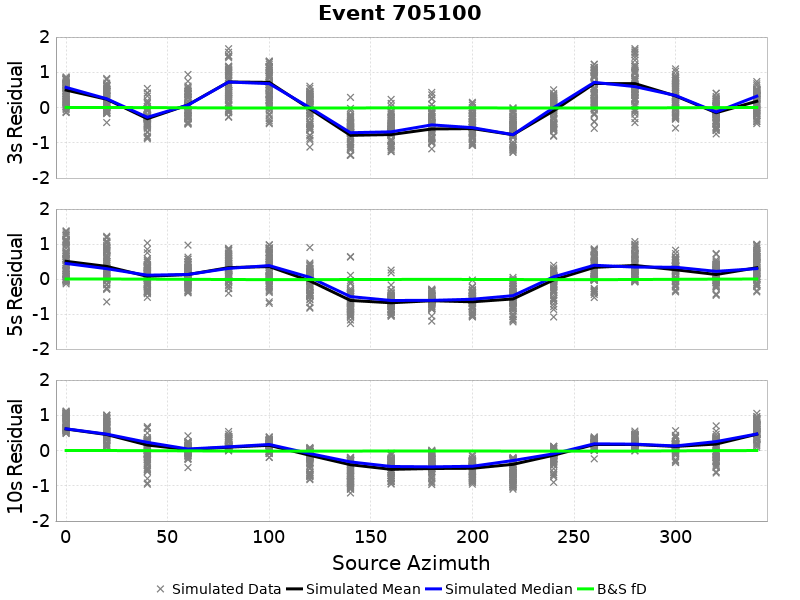 Event 705100
3s Residual
2
1
0
-1
-2
5s Residual
2
1
0
-1
-2
10s Residual
2
1
0
-1
-2
0 50 100 150 200 250 300
Source Azimuth
Simulated Data Simulated Mean Simulated Median B&S fD